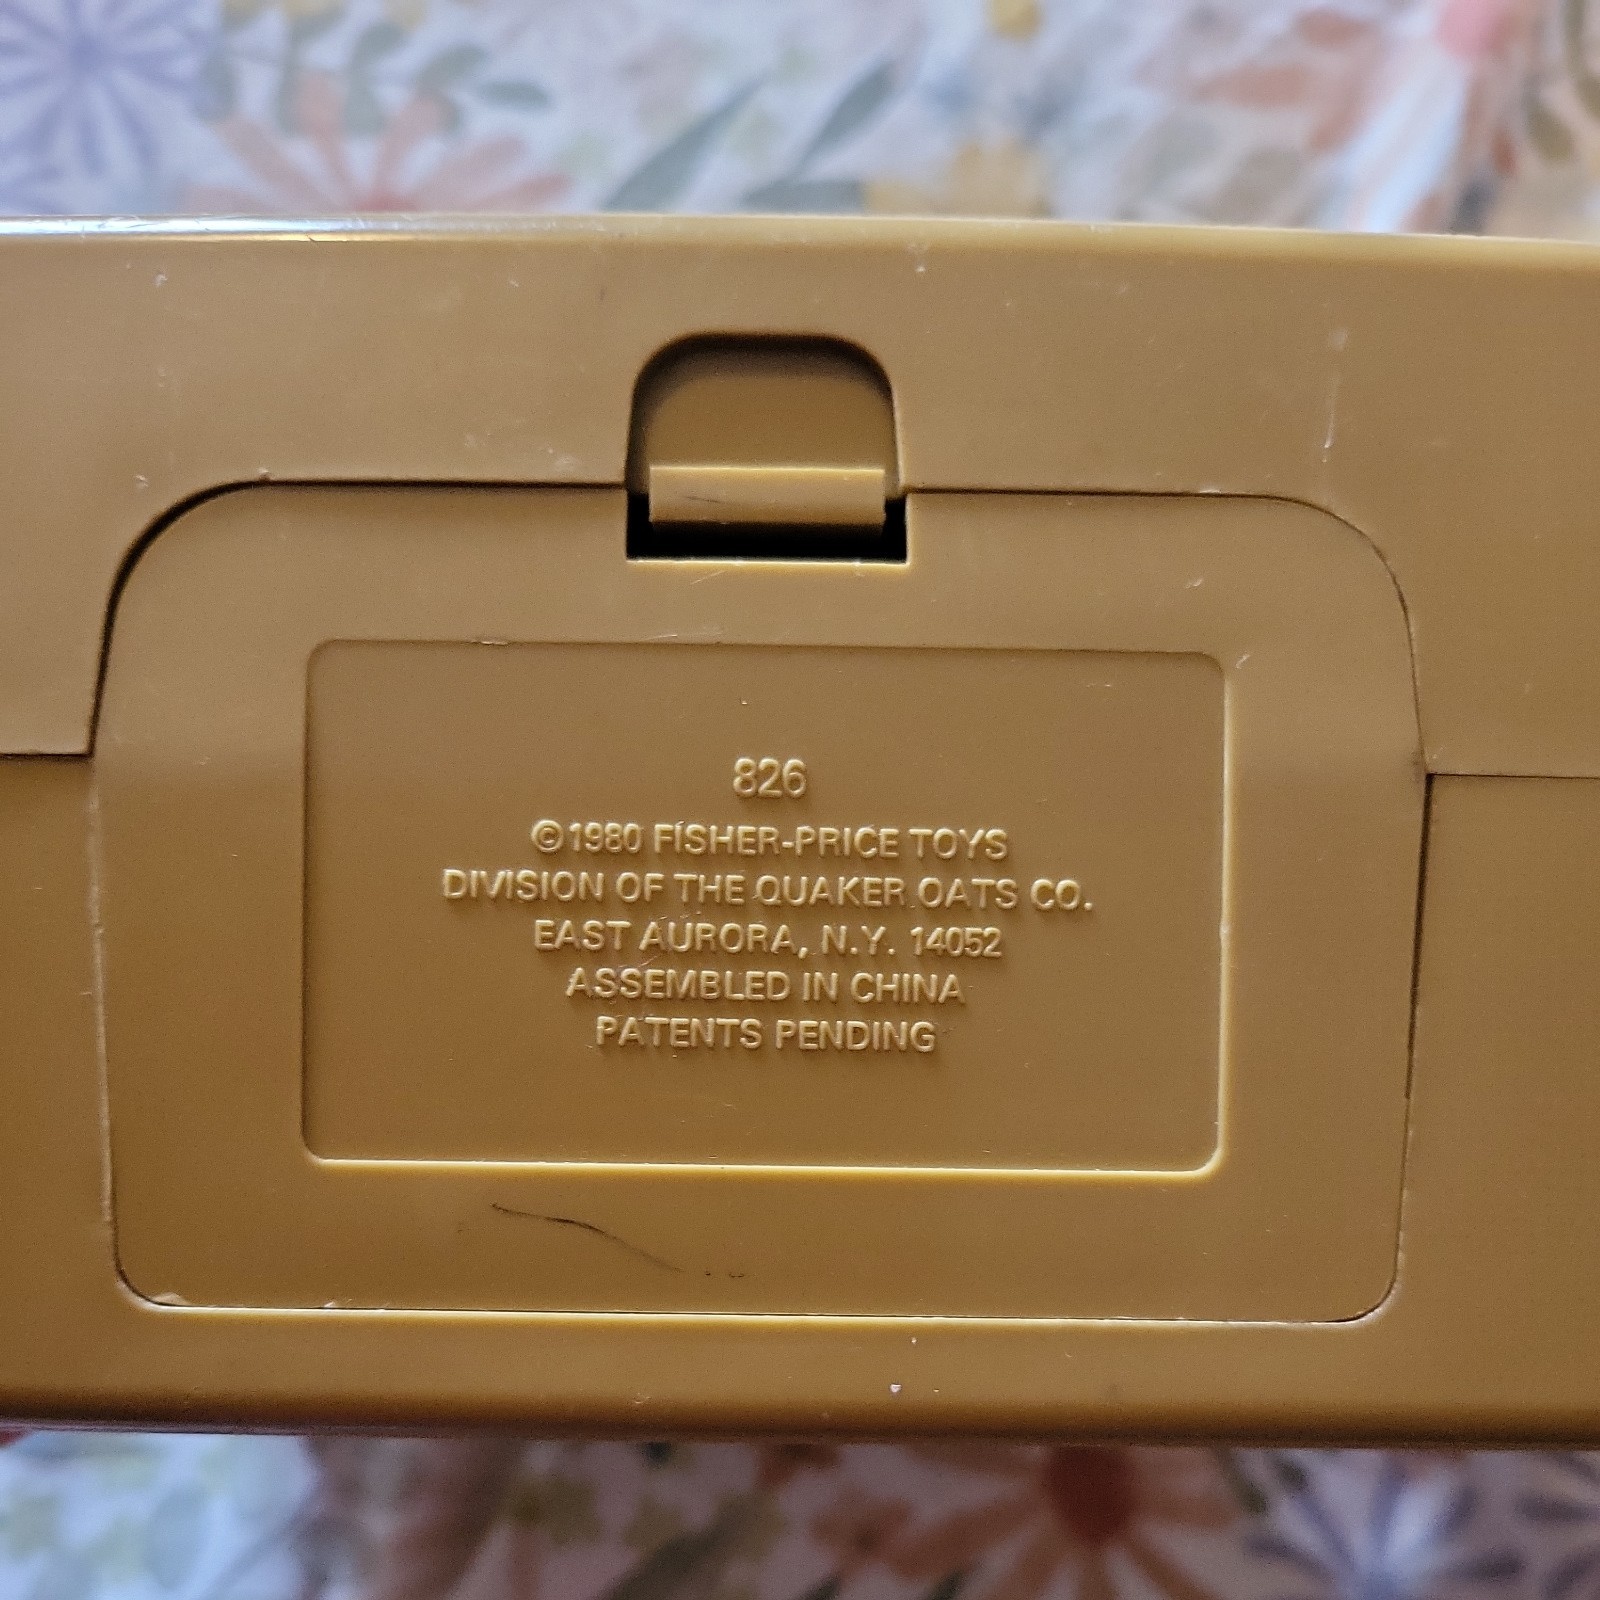 826
©1980 FISHER-PRICE TOYS
DIVISION OF THE QUAKER OATS CO.
EAST AURORA, N.Y. 14052
ASSEMBLED IN CHINA
PATENTS PENDING